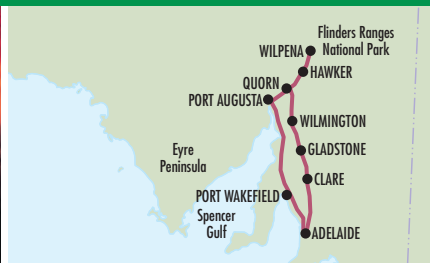 Flinders Ranges
National Park
WILPENA
HAWKER
QUORN
PORT AUGUSTA
WILMINGTON
GLADSTONE
Eyre
Peninsula
CLARE
PORT WAKEFIELD
Spencer
Gulf
ADELAIDE